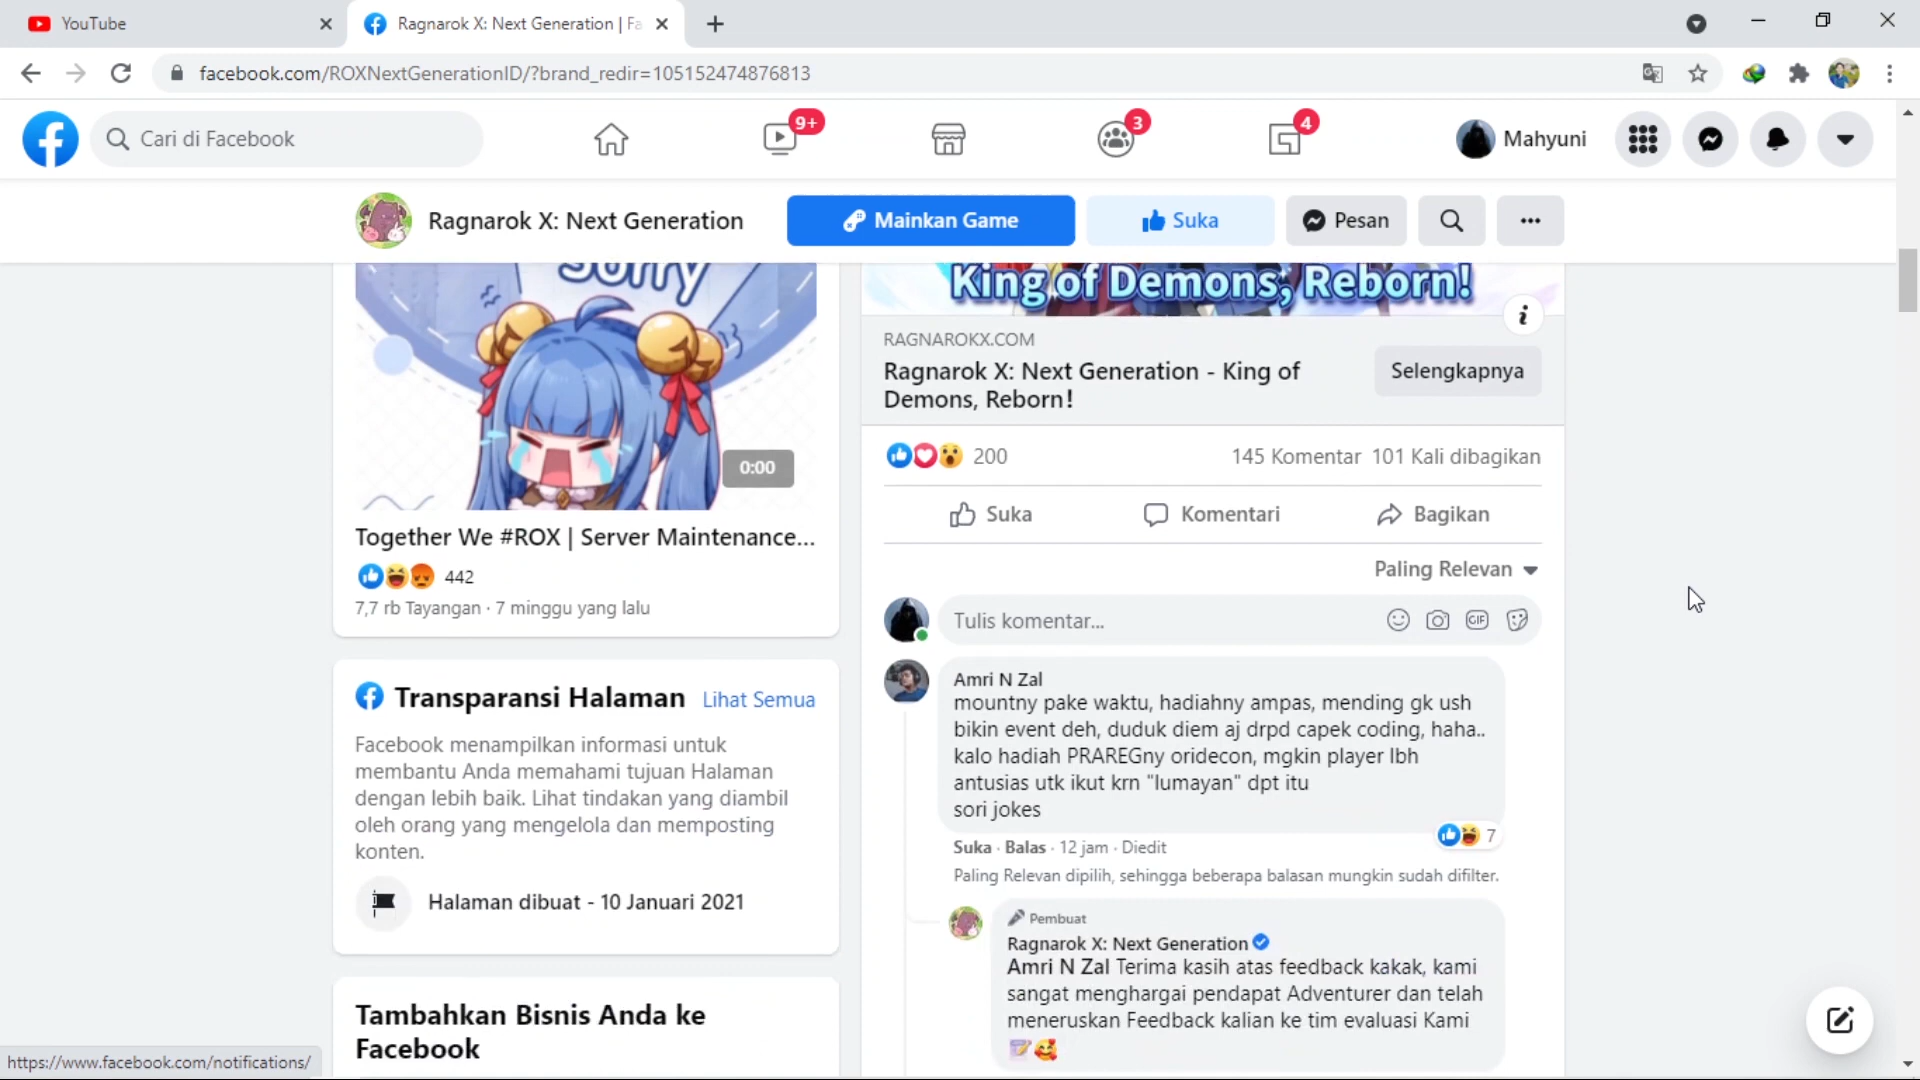 YouTube
Ragnarok X: Next Generation | Fa
facebook.com/ROXNextGenerationID/?brand_redir=105152474876813
Cari di Facebook
9+
3
4
Mahyuni
Ragnarok X: Next Generation
Mainkan Game
Suka
Pesan
Sorry
0:00
Together We #ROX | Server Maintenance...
442
7,7 rb Tayangan · 7 minggu yang lalu
Transparansi Halaman
Lihat Semua
Facebook menampilkan informasi untuk
membantu Anda memahami tujuan Halaman
dengan lebih baik. Lihat tindakan yang diambil
oleh orang yang mengelola dan memposting
konten.
Halaman dibuat - 10 Januari 2021
Tambahkan Bisnis Anda ke
Facebook
King of Demons, Reborn!
RAGNAROKX.COM
Ragnarok X: Next Generation - King of
Demons, Reborn!
Selengkapnya
200
145 Komentar 101 Kali dibagikan
Suka
Komentari
Bagikan
Paling Relevan
Tulis komentar...
GIF
Amri N Zal
mountny pake waktu, hadiahny ampas, mending gk ush
bikin event deh, duduk diem aj drpd capek coding, haha..
kalo hadiah PRAREGny oridecon, mgkin player lbh
antusias utk ikut krn "lumayan" dpt itu
sori jokes
7
Suka · Balas · 12 jam · Diedit
Paling Relevan dipilih, sehingga beberapa balasan mungkin sudah difilter.
Pembuat
Ragnarok X: Next Generation
Amri N Zal Terima kasih atas feedback kakak, kami
sangat menghargai pendapat Adventurer dan telah
meneruskan Feedback kalian ke tim evaluasi Kami
https://www.facebook.com/notifications/